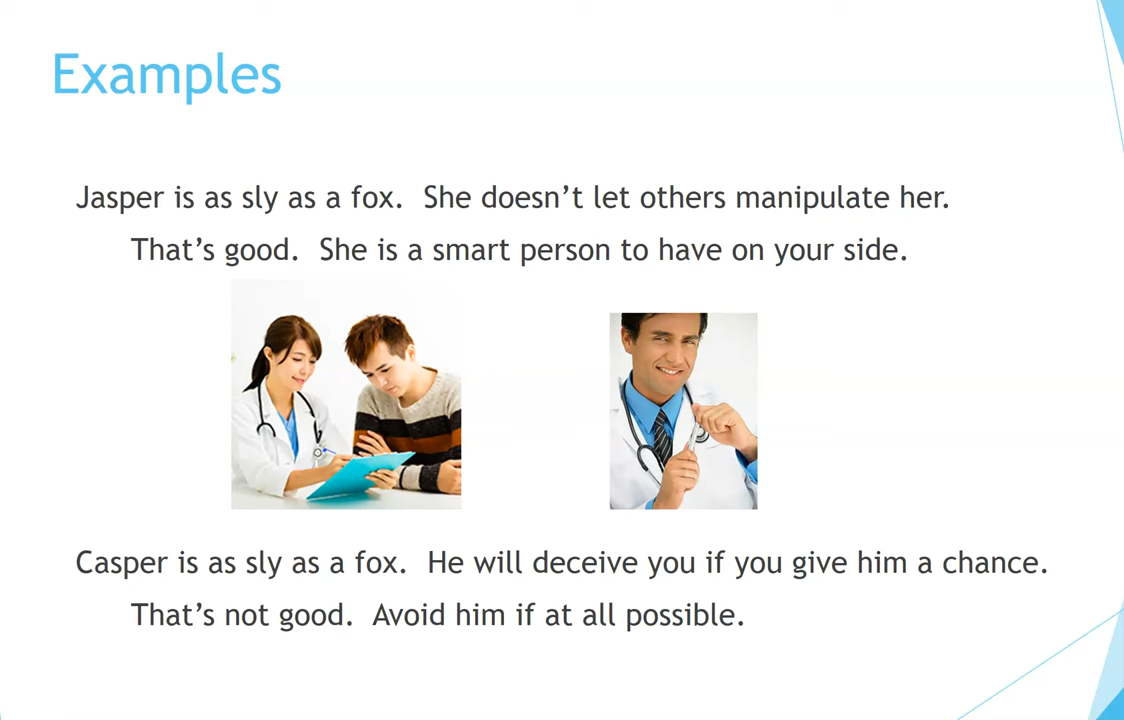 Examples
Jasper is as sly as a fox.  She doesn’t let others manipulate her.
That’s good.  She is a smart person to have on your side.
Casper is as sly as a fox.  He will deceive you if you give him a chance.
That’s not good.  Avoid him if at all possible.